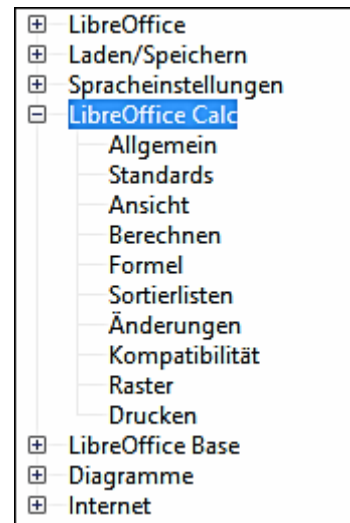 LibreOffice
Laden/Speichern
Spracheinstellungen
LibreOffice Calc
Allgemein
Standards
Ansicht
Berechnen
Formel
Sortierlisten
Änderungen
Kompatibilität
Raster
Drucken
LibreOffice Base
Diagramme
Internet